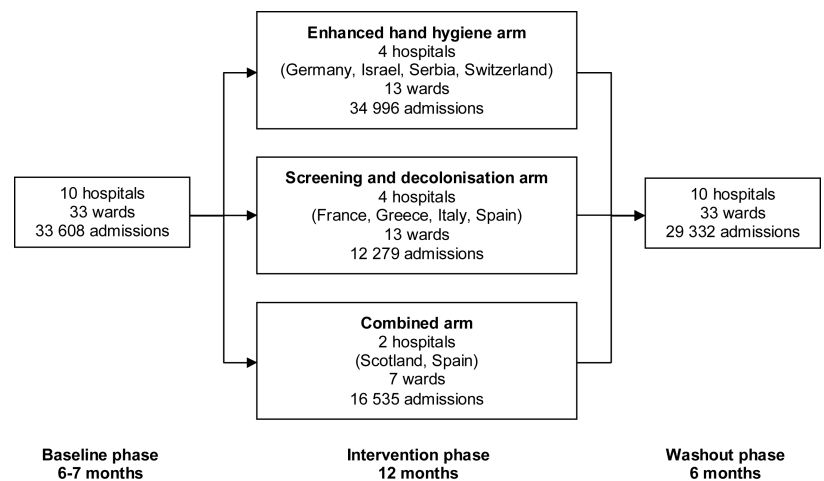 10 hospitals
33 wards
33 608 admissions
Enhanced hand hygiene arm
4 hospitals
(Germany, Israel, Serbia, Switzerland)
13 wards
34 996 admissions
Screening and decolonisation arm
4 hospitals
(France, Greece, Italy, Spain)
13 wards
12 279 admissions
Combined arm
2 hospitals
(Scotland, Spain)
7 wards
16 535 admissions
10 hospitals
33 wards
29 332 admissions
Baseline phase
6-7 months
Intervention phase
12 months
Washout phase
6 months